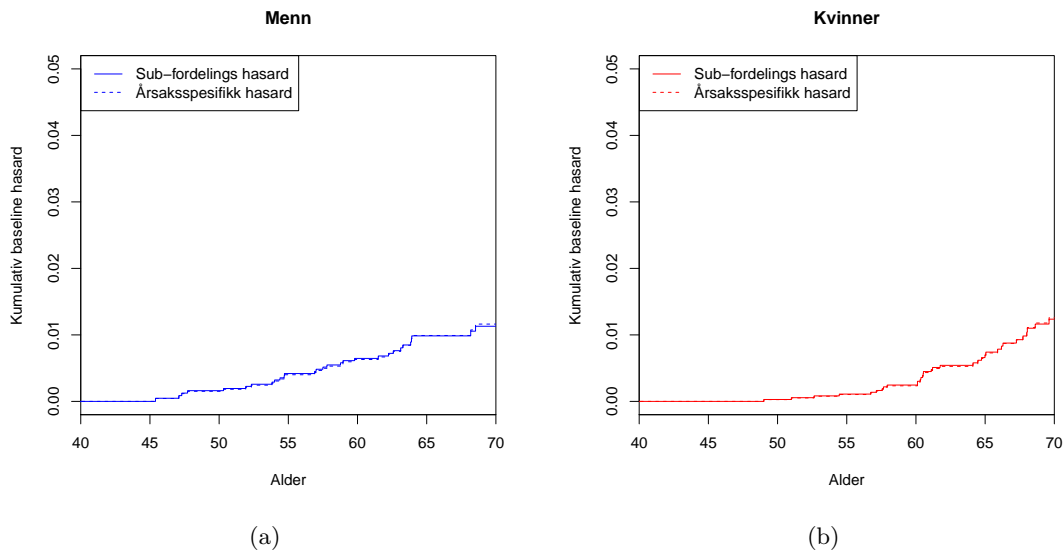 Menn
Sub−fordelings hasard
Årsaksspesifikk hasard
Kumulativ baseline hasard
0.05
0.04
0.03
0.02
0.01
0.00
40 45 50 55 60 65 70
Alder
(a)
Kvinner
Sub−fordelings hasard
Årsaksspesifikk hasard
Kumulativ baseline hasard
0.05
0.04
0.03
0.02
0.01
0.00
40 45 50 55 60 65 70
Alder
(b)